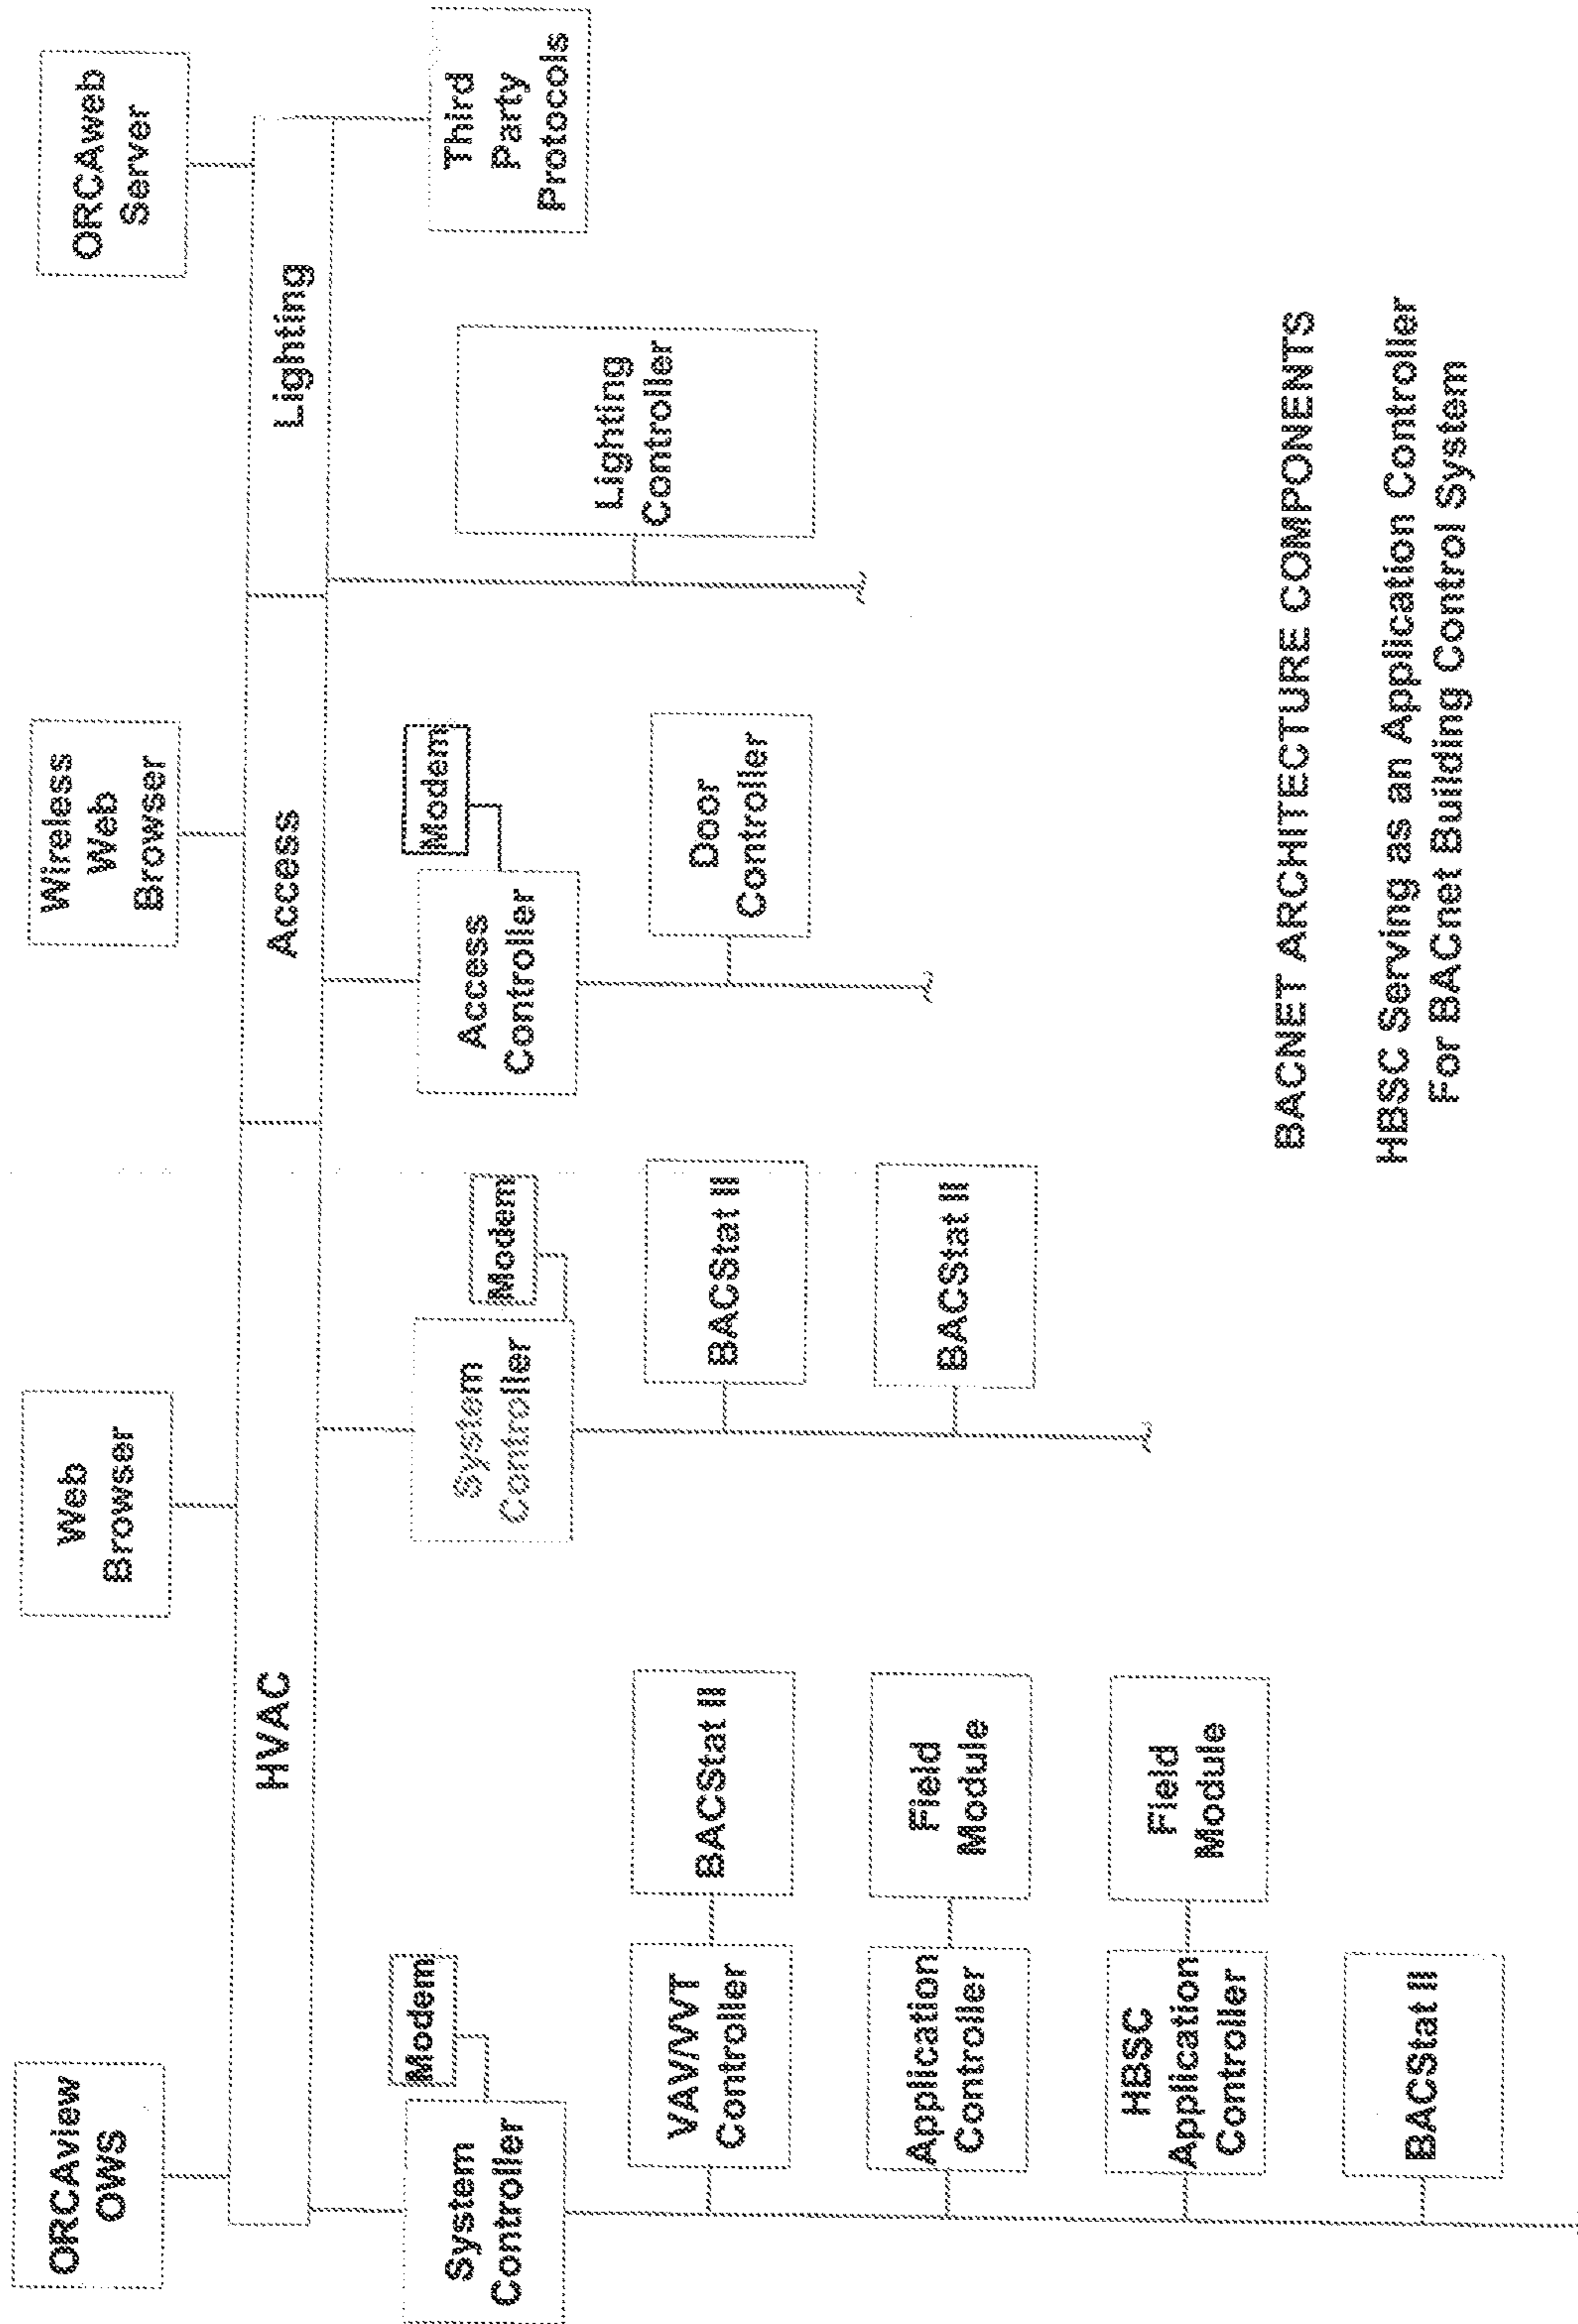 ORCAview
OWS
Web
Browser
Wireless
Web
Browser
ORCAweb
Server
HVAC
Access
Lighting
System
Controller
Modem
System
Controller
Modem
Access
Controller
Modem
Third
Party
Protocols
VAV/VVT
Controller
BACStat II
BACStat II
Door
Controller
Lighting
Controller
Application
Controller
Field
Module
BACStat II
HBSC
Application
Controller
Field
Module
BACStat II
BACNET ARCHITECTURE COMPONENTS
HBSC Serving as an Application Controller
For BACnet Building Control System